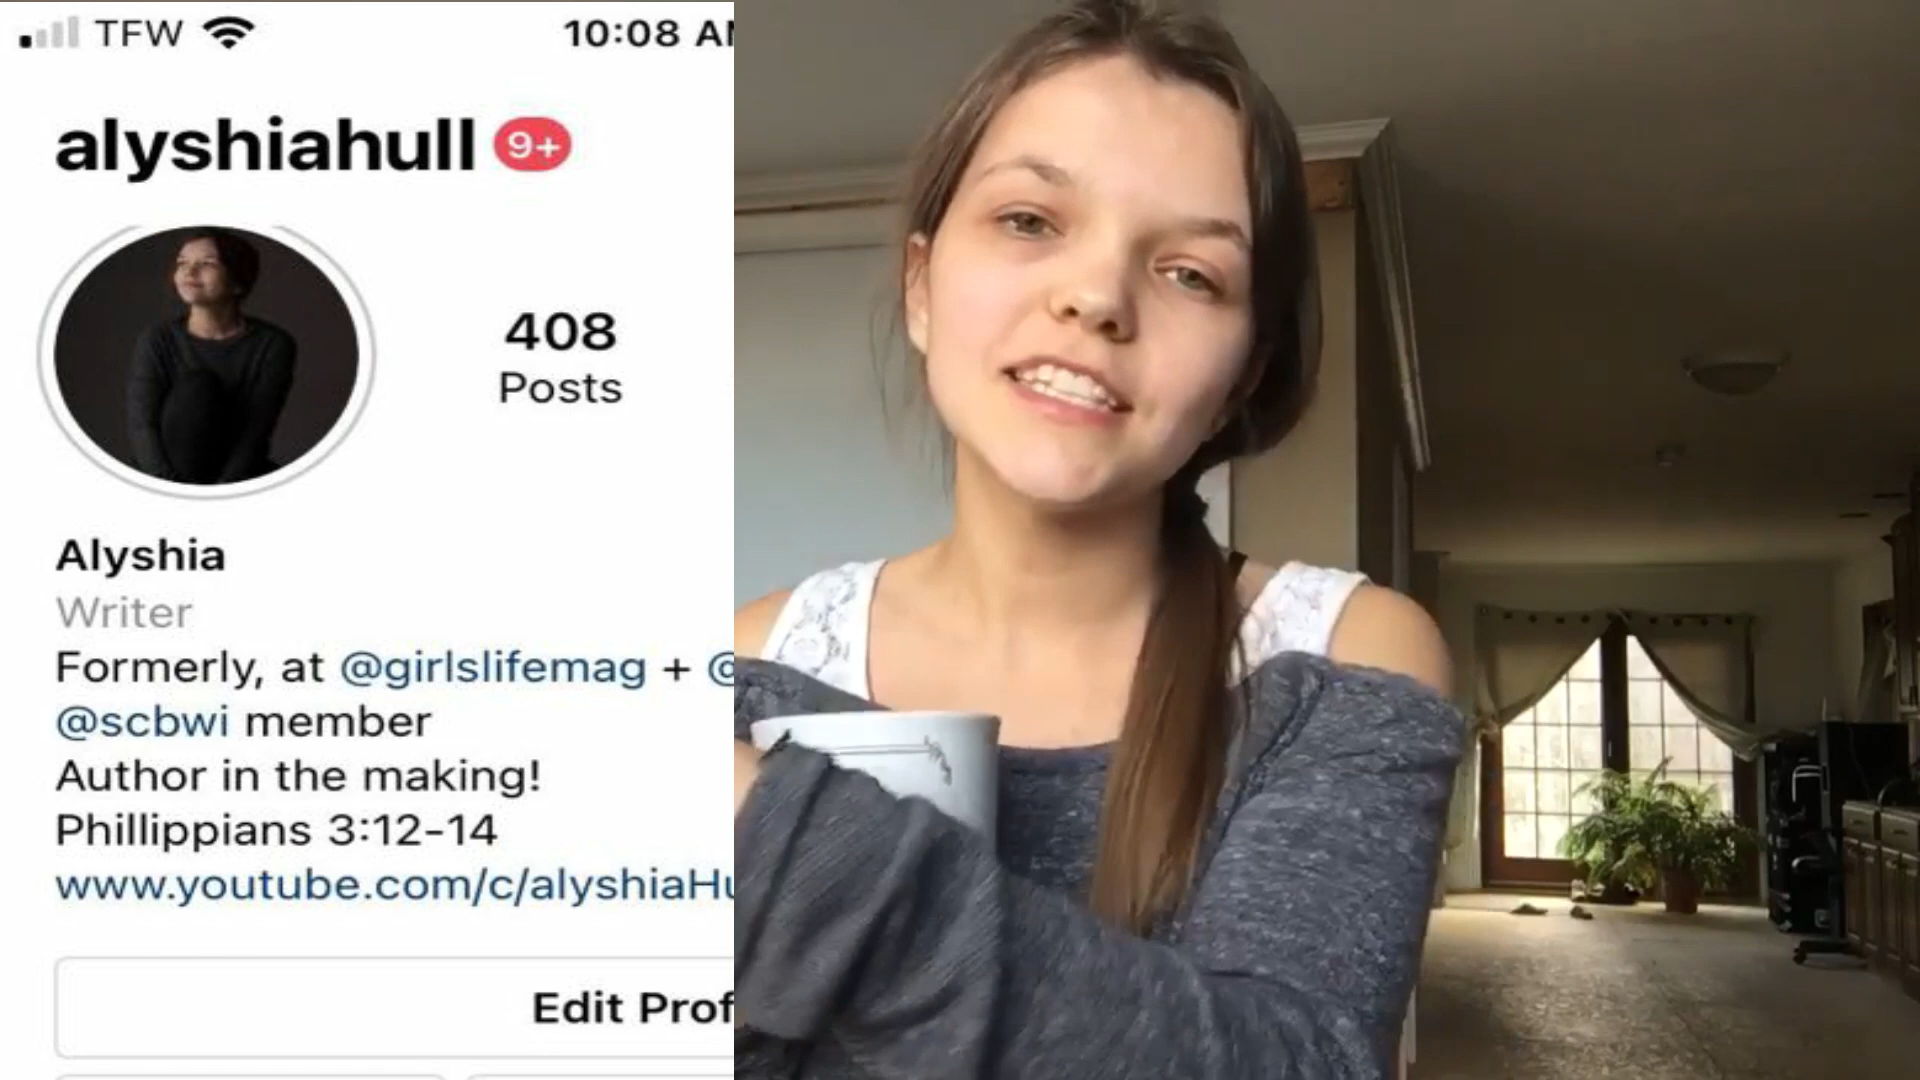 TFW 10:08
alyshiahull 9+
408
Posts
Alyshia
Writer
Formerly, at @girlslifemag + @
@scbwi member
Author in the making!
Phillippians 3:12-14
www.youtube.com/c/alyshiaHu
Edit Prof